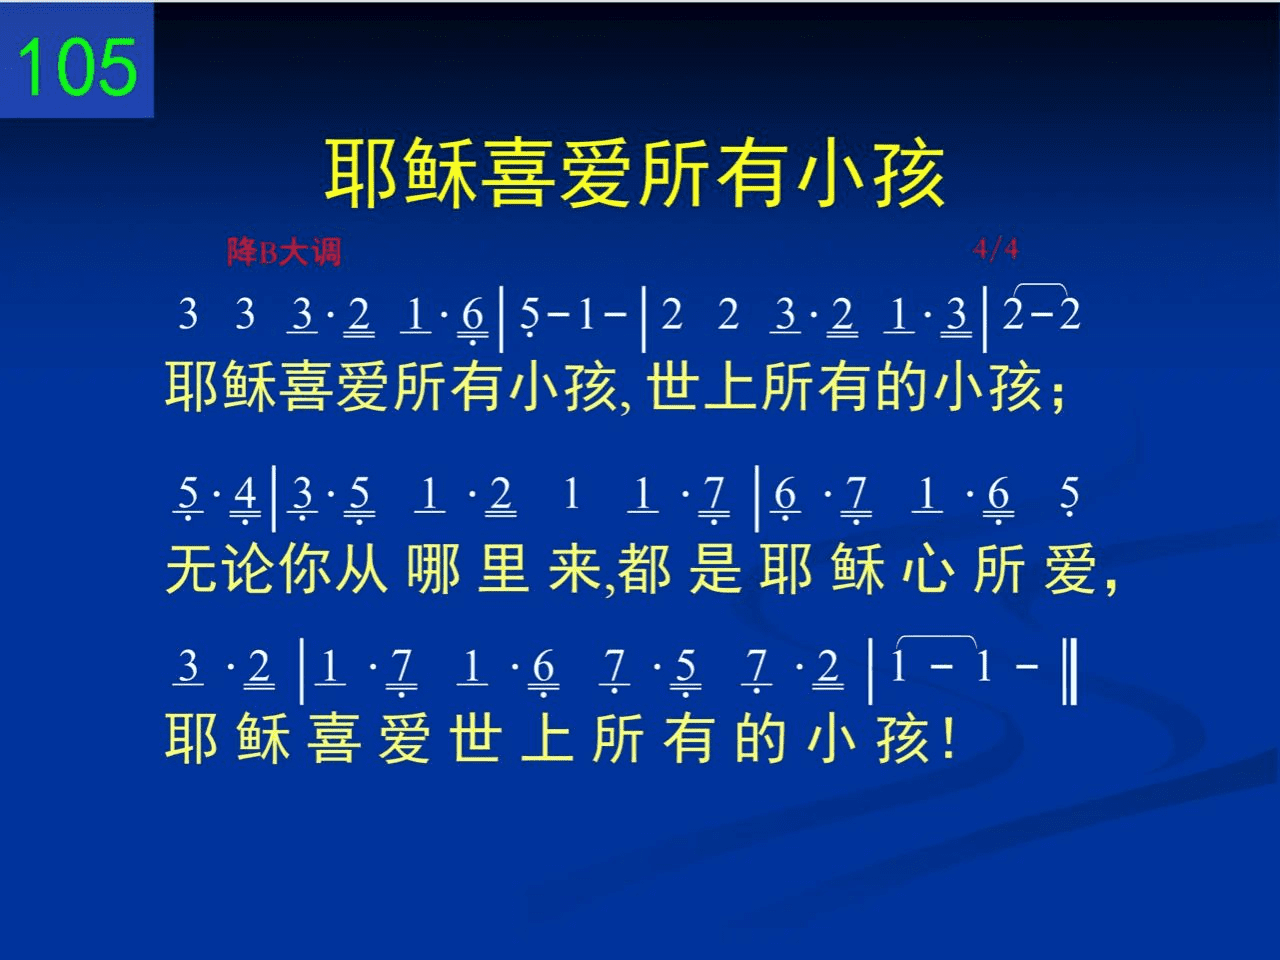 105
耶稣喜爱所有小孩
降B大调 4/4
3 3 3·2 1·6|5-1-|2 2 3·2 1·3|2-2
耶稣喜爱所有小孩,世上所有的小孩;
5·4|3·5 1·2 1 1·7|6·7 1·6 5
无论你从哪里来,都是耶稣心所爱,
3·2|1·7 1·6 7·5 7·2|1-1-‖
耶稣喜爱世上所有的小孩!